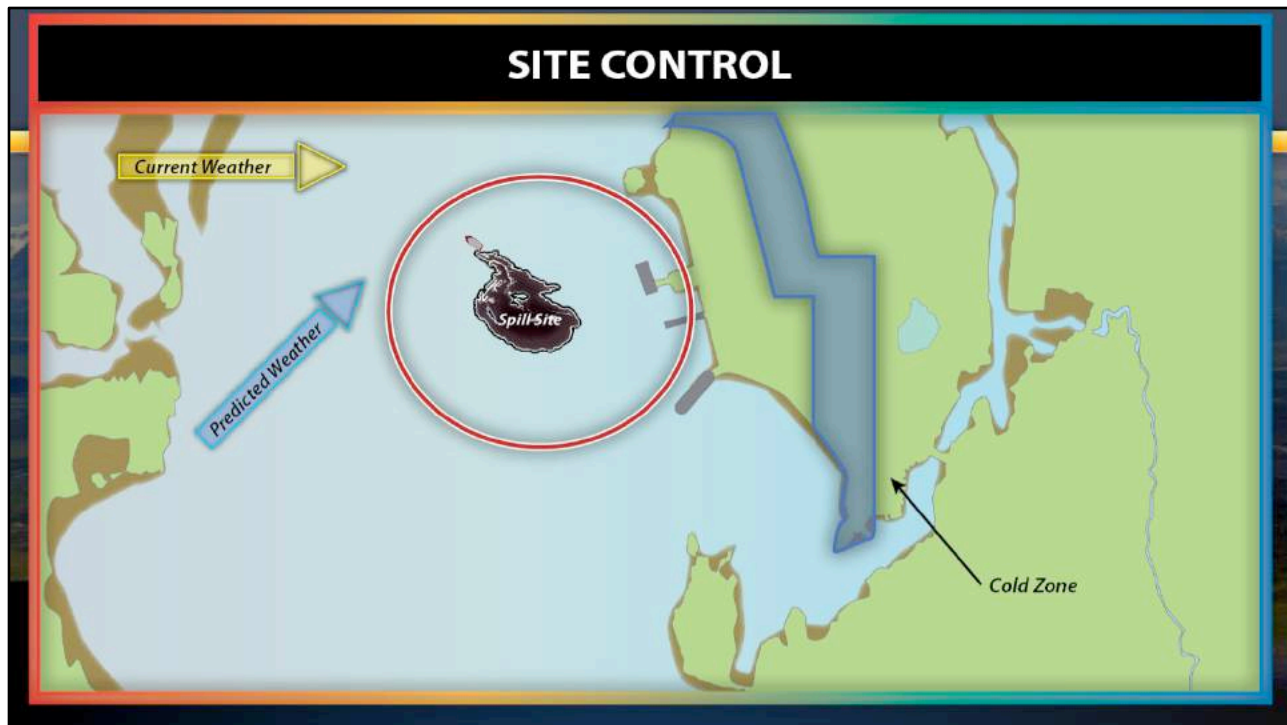 SITE CONTROL
Current Weather
Predicted Weather
Spill Site
Cold Zone